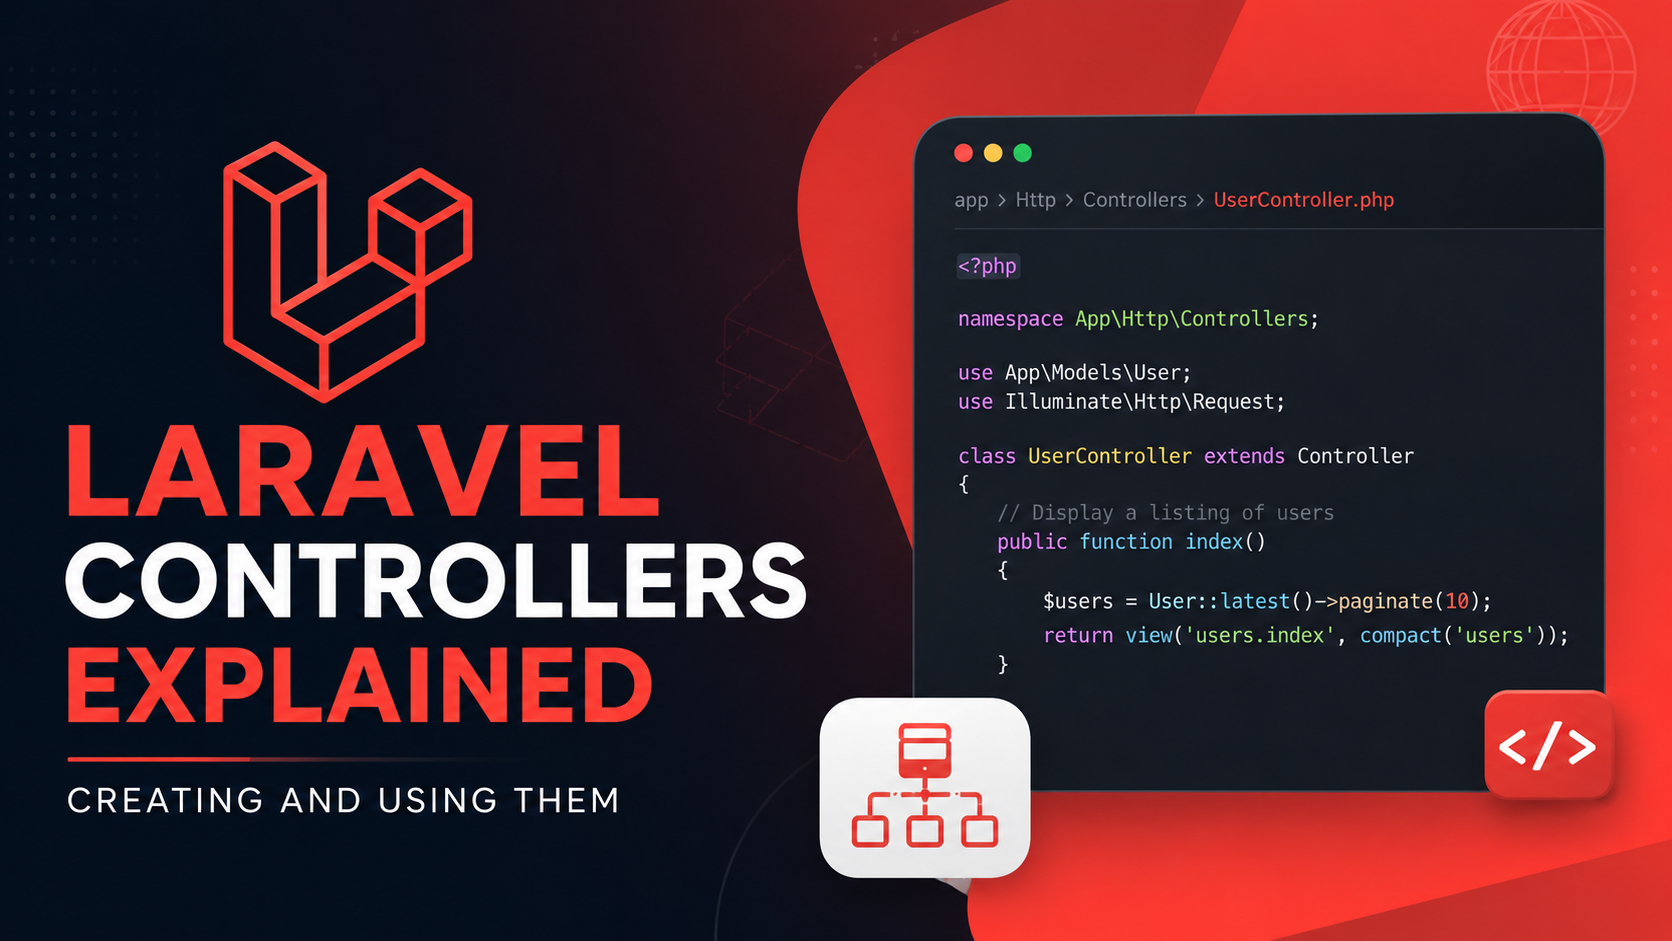 LARAVEL
CONTROLLERS
EXPLAINED
CREATING AND USING THEM
app > Http > Controllers > UserController.php
<?php
namespace App\Http\Controllers;
use App\Models\User;
use Illuminate\Http\Request;
class UserController extends Controller
{
// Display a listing of users
public function index()
{
$users = User::latest()->paginate(10);
return view('users.index', compact('users'));
}
</>